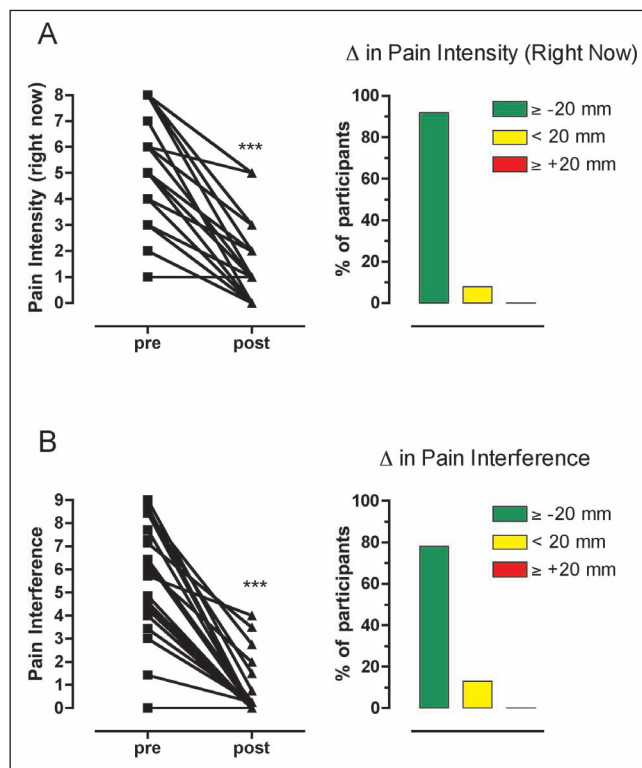 A
Δ in Pain Intensity (Right Now)
Pain Intensity (right now)
8
7
6
5
4
3
2
1
0
***
pre
post
% of participants
100
80
60
40
20
0
≥ -20 mm
< 20 mm
≥ +20 mm
B
Δ in Pain Interference
Pain Interference
9
8
7
6
5
4
3
2
1
0
***
pre
post
% of participants
100
80
60
40
20
0
≥ -20 mm
< 20 mm
≥ +20 mm